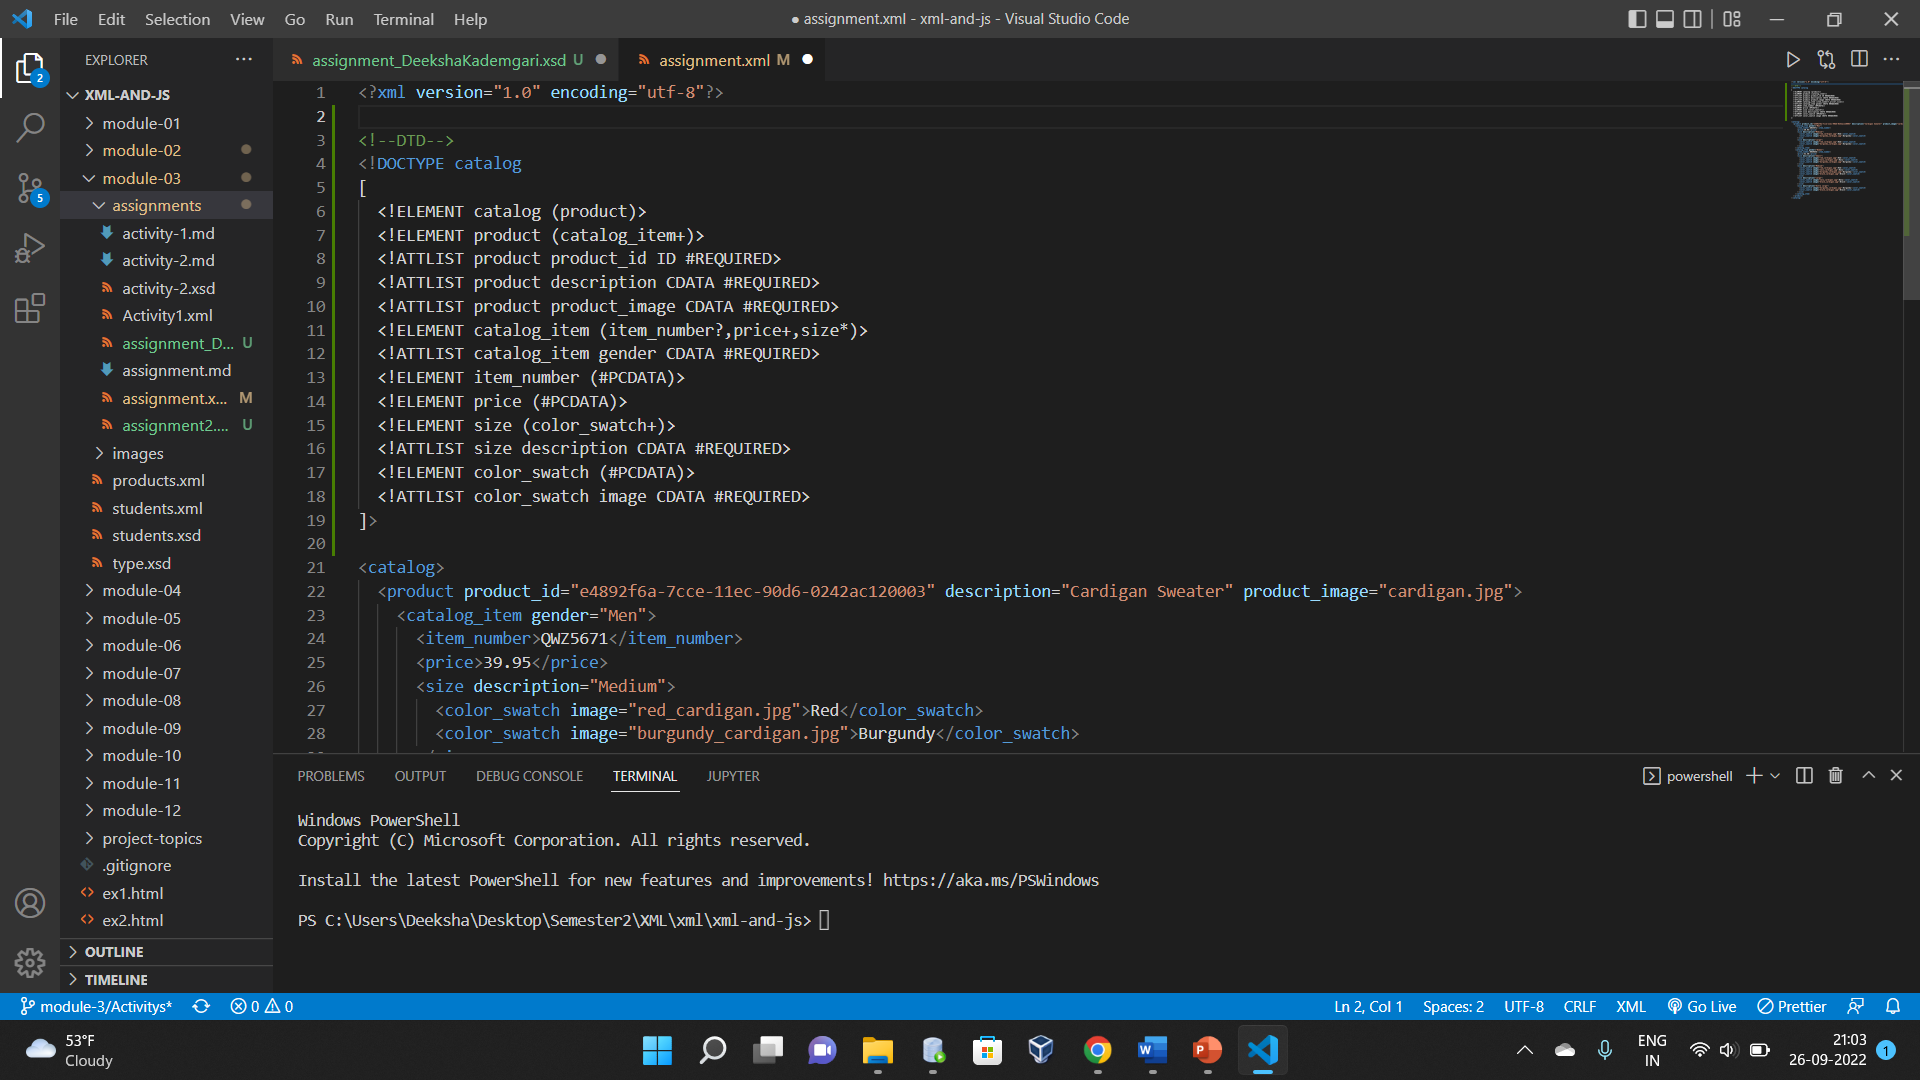 File Edit Selection View Go Run Terminal Help
● assignment.xml - xml-and-js - Visual Studio Code
EXPLORER
assignment_DeekshaKademgari.xsd U
assignment.xml M
2
5
XML-AND-JS
module-01
module-02
module-03
assignments
activity-1.md
activity-2.md
activity-2.xsd
Activity1.xml
assignment_D... U
assignment.md
assignment.x... M
assignment2.... U
images
products.xml
students.xml
students.xsd
type.xsd
module-04
module-05
module-06
module-07
module-08
module-09
module-10
module-11
module-12
project-topics
.gitignore
ex1.html
ex2.html
OUTLINE
TIMELINE
1 <?xml version="1.0" encoding="utf-8"?>
2
3 <!--DTD-->
4 <!DOCTYPE catalog
5 [
6 <!ELEMENT catalog (product)>
7 <!ELEMENT product (catalog_item+)>
8 <!ATTLIST product product_id ID #REQUIRED>
9 <!ATTLIST product description CDATA #REQUIRED>
10 <!ATTLIST product product_image CDATA #REQUIRED>
11 <!ELEMENT catalog_item (item_number?,price+,size*)>
12 <!ATTLIST catalog_item gender CDATA #REQUIRED>
13 <!ELEMENT item_number (#PCDATA)>
14 <!ELEMENT price (#PCDATA)>
15 <!ELEMENT size (color_swatch+)>
16 <!ATTLIST size description CDATA #REQUIRED>
17 <!ELEMENT color_swatch (#PCDATA)>
18 <!ATTLIST color_swatch image CDATA #REQUIRED>
19 ]>
20
21 <catalog>
22 <product product_id="e4892f6a-7cce-11ec-90d6-0242ac120003" description="Cardigan Sweater" product_image="cardigan.jpg">
23 <catalog_item gender="Men">
24 <item_number>QWZ5671</item_number>
25 <price>39.95</price>
26 <size description="Medium">
27 <color_swatch image="red_cardigan.jpg">Red</color_swatch>
28 <color_swatch image="burgundy_cardigan.jpg">Burgundy</color_swatch>
PROBLEMS OUTPUT DEBUG CONSOLE TERMINAL JUPYTER
powershell
Windows PowerShell
Copyright (C) Microsoft Corporation. All rights reserved.
Install the latest PowerShell for new features and improvements! https://aka.ms/PSWindows
PS C:\Users\Deeksha\Desktop\Semester2\XML\xml\xml-and-js>
module-3/Activitys* 0 0
Ln 2, Col 1 Spaces: 2 UTF-8 CRLF XML Go Live Prettier
53°F
Cloudy
ENG
IN
21:03
26-09-2022
1